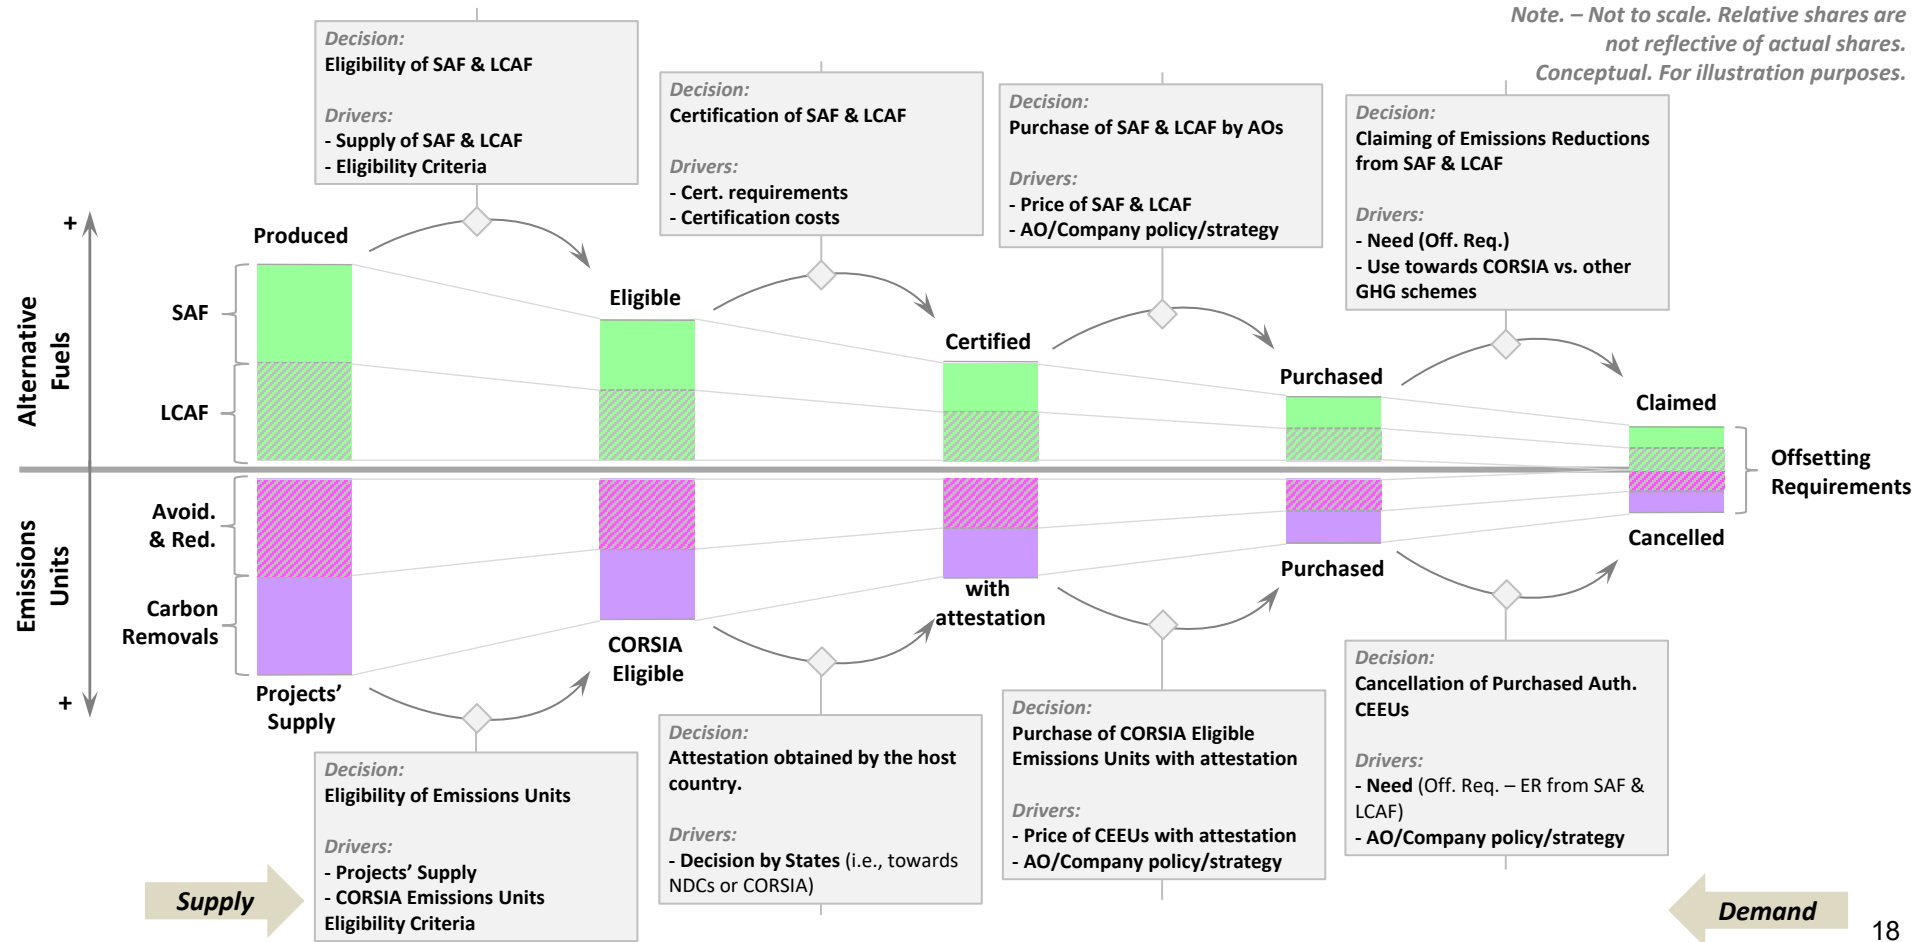 Note. – Not to scale. Relative shares are
not reflective of actual shares.
Conceptual. For illustration purposes.
Decision:
Eligibility of SAF & LCAF
Drivers:
- Supply of SAF & LCAF
- Eligibility Criteria
Decision:
Certification of SAF & LCAF
Drivers:
- Cert. requirements
- Certification costs
Decision:
Purchase of SAF & LCAF by AOs
Drivers:
- Price of SAF & LCAF
- AO/Company policy/strategy
Decision:
Claiming of Emissions Reductions
from SAF & LCAF
Drivers:
- Need (Off. Req.)
- Use towards CORSIA vs. other
GHG schemes
+
Alternative
Fuels
SAF
LCAF
Produced
Eligible
Certified
Purchased
Claimed
Offsetting
Requirements
Emissions
Units
+
Avoid.
& Red.
Carbon
Removals
Projects'
Supply
CORSIA
Eligible
with
attestation
Purchased
Cancelled
Decision:
Eligibility of Emissions Units
Drivers:
- Projects' Supply
- CORSIA Emissions Units
Eligibility Criteria
Decision:
Attestation obtained by the host
country.
Drivers:
- Decision by States (i.e., towards
NDCs or CORSIA)
Decision:
Purchase of CORSIA Eligible
Emissions Units with attestation
Drivers:
- Price of CEEUs with attestation
- AO/Company policy/strategy
Decision:
Cancellation of Purchased Auth.
CEEUs
Drivers:
- Need (Off. Req. – ER from SAF &
LCAF)
- AO/Company policy/strategy
Supply
Demand
18